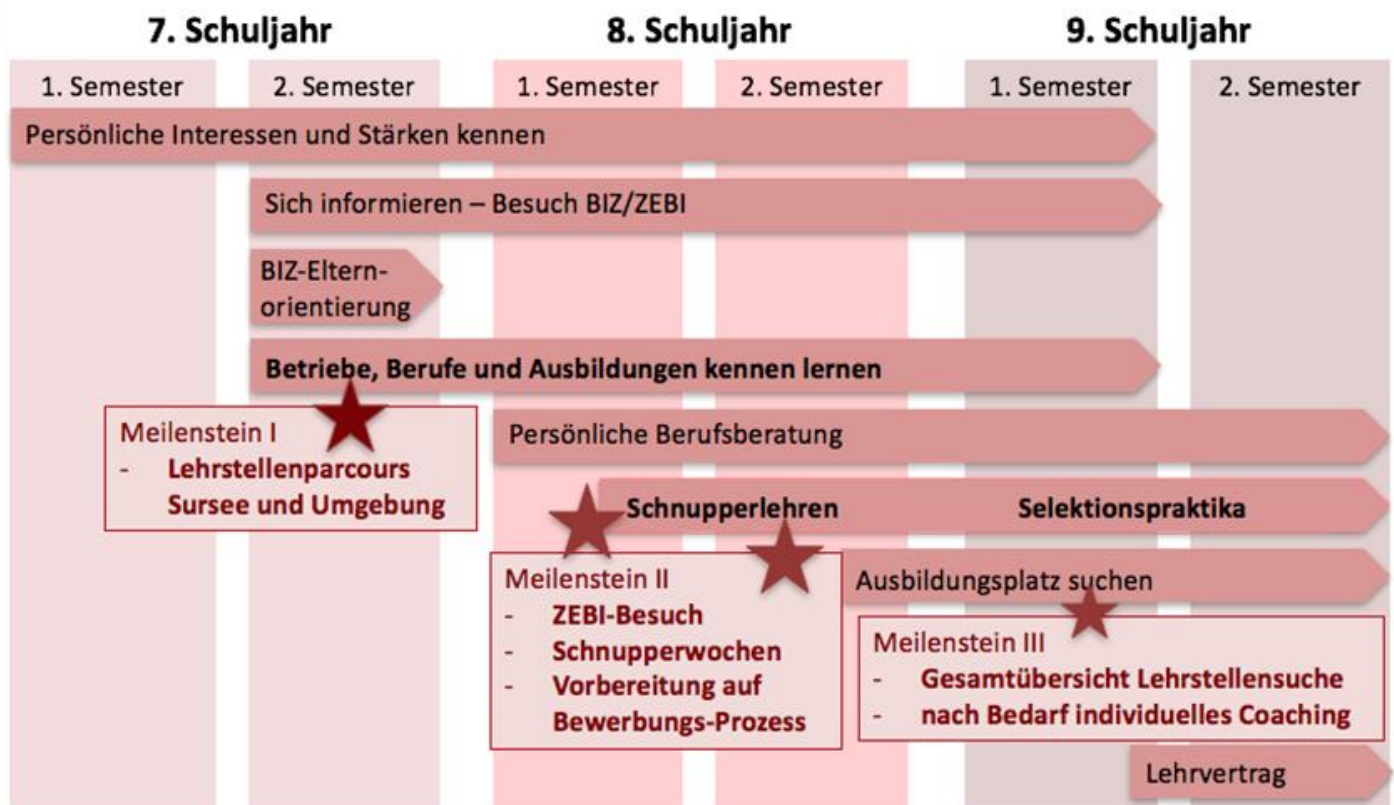 7. Schuljahr
8. Schuljahr
9. Schuljahr
1. Semester
2. Semester
1. Semester
2. Semester
1. Semester
2. Semester
Persönliche Interessen und Stärken kennen
Sich informieren – Besuch BIZ/ZEBI
BIZ-Eltern-
orientierung
Betriebe, Berufe und Ausbildungen kennen lernen
Meilenstein I
- Lehrstellenparcours
Sursee und Umgebung
Persönliche Berufsberatung
Schnupperlehren
Selektionspraktika
Meilenstein II
- ZEBI-Besuch
- Schnupperwochen
- Vorbereitung auf
Bewerbungs-Prozess
Ausbildungsplatz suchen
Meilenstein III
- Gesamtübersicht Lehrstellensuche
- nach Bedarf individuelles Coaching
Lehrvertrag